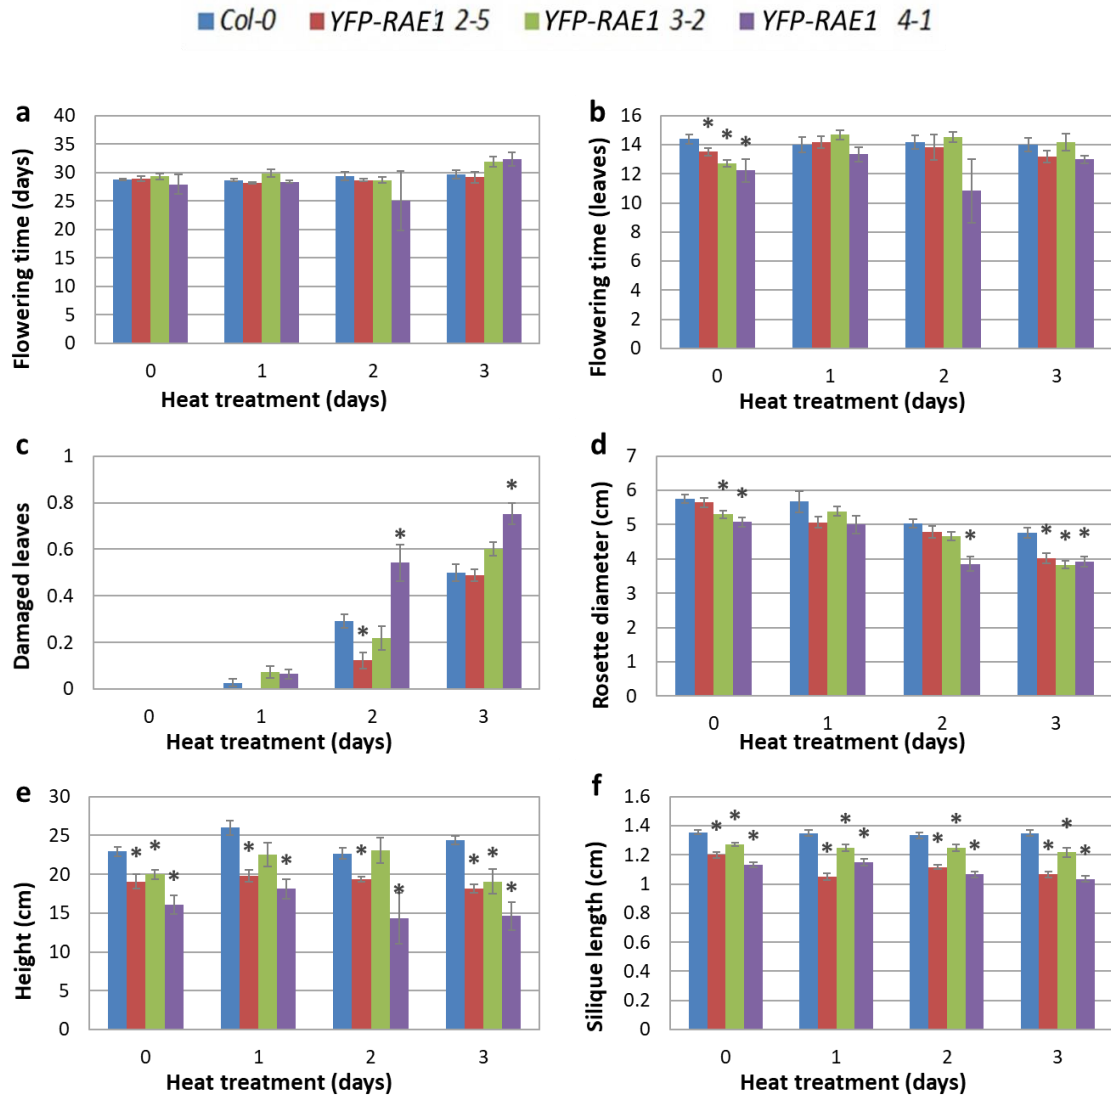 Col-0 YFP-RAE1 2-5 YFP-RAE1 3-2 YFP-RAE1 4-1
a
Flowering time (days)
40
35
30
25
20
15
10
5
0
0 1 2 3
Heat treatment (days)
b
Flowering time (leaves)
16
14
12
10
8
6
4
2
0
* * *
0 1 2 3
Heat treatment (days)
c
Damaged leaves
1
0.8
0.6
0.4
0.2
0
* * *
0 1 2 3
Heat treatment (days)
d
Rosette diameter (cm)
7
6
5
4
3
2
1
0
* * * * * *
0 1 2 3
Heat treatment (days)
e
Height (cm)
30
25
20
15
10
5
0
* * * * * * * * * *
0 1 2 3
Heat treatment (days)
f
Silique length (cm)
1.6
1.4
1.2
1
0.8
0.6
0.4
0.2
0
* * * * * * * * * * * *
0 1 2 3
Heat treatment (days)